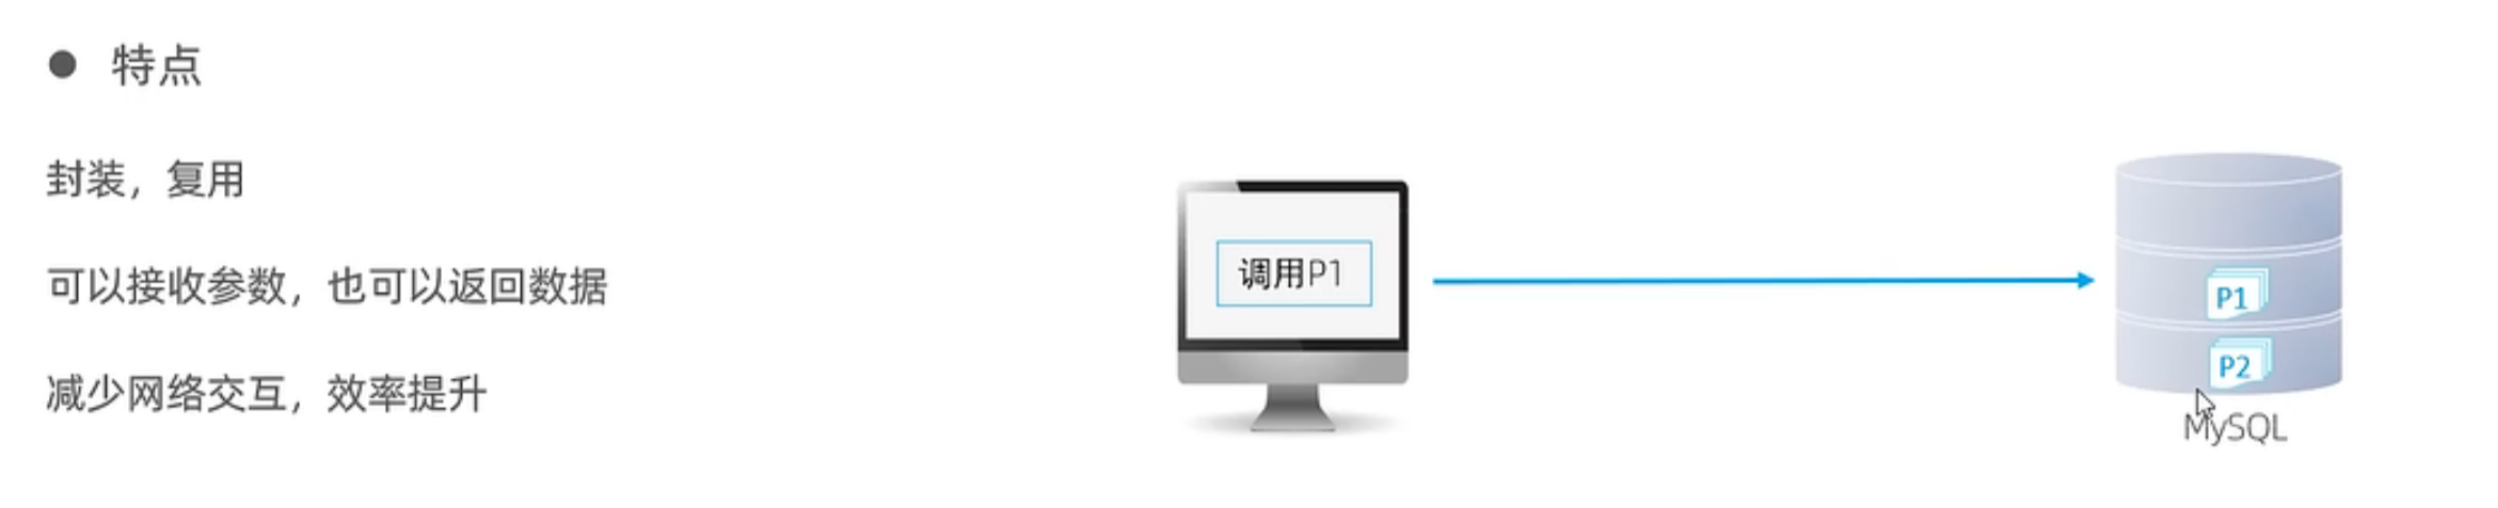 特点
封装，复用
可以接收参数，也可以返回数据
减少网络交互，效率提升
调用P1
P1
P2
MySQL